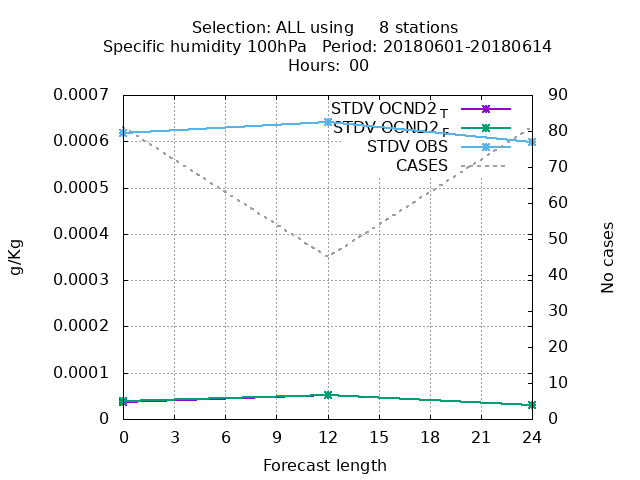 Selection: ALL using 8 stations
Specific humidity 100hPa Period: 20180601-20180614
Hours: 00
0.0007
0.0006
0.0005
0.0004
0.0003
0.0002
0.0001
0
g/Kg
STDV OCND2 T
STDV OCND2 F
STDV OBS
CASES
90
80
70
60
50
40
30
20
10
0
No cases
0 3 6 9 12 15 18 21 24
Forecast length